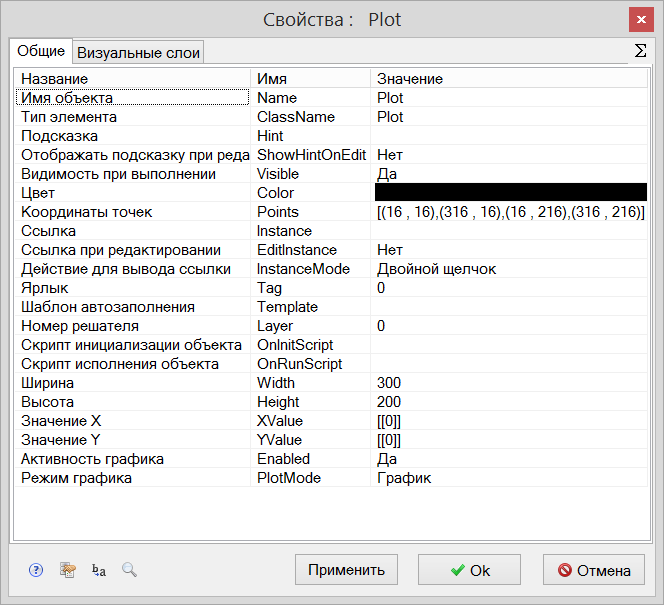 Свойства : Plot
Общие Визуальные слои Σ
Название Имя Значение
Имя объекта Name Plot
Тип элемента ClassName Plot
Подсказка Hint
Отображать подсказку при реда ShowHintOnEdit Нет
Видимость при выполнении Visible Да
Цвет Color
Координаты точек Points [(16 , 16),(316 , 16),(16 , 216),(316 , 216)]
Ссылка Instance
Ссылка при редактировании EditInstance Нет
Действие для вывода ссылки InstanceMode Двойной щелчок
Ярлык Tag 0
Шаблон автозаполнения Template
Номер решателя Layer 0
Скрипт инициализации объекта OnInitScript
Скрипт исполнения объекта OnRunScript
Ширина Width 300
Высота Height 200
Значение X XValue [[0]]
Значение Y YValue [[0]]
Активность графика Enabled Да
Режим графика PlotMode График
? b a Применить Ok Отмена